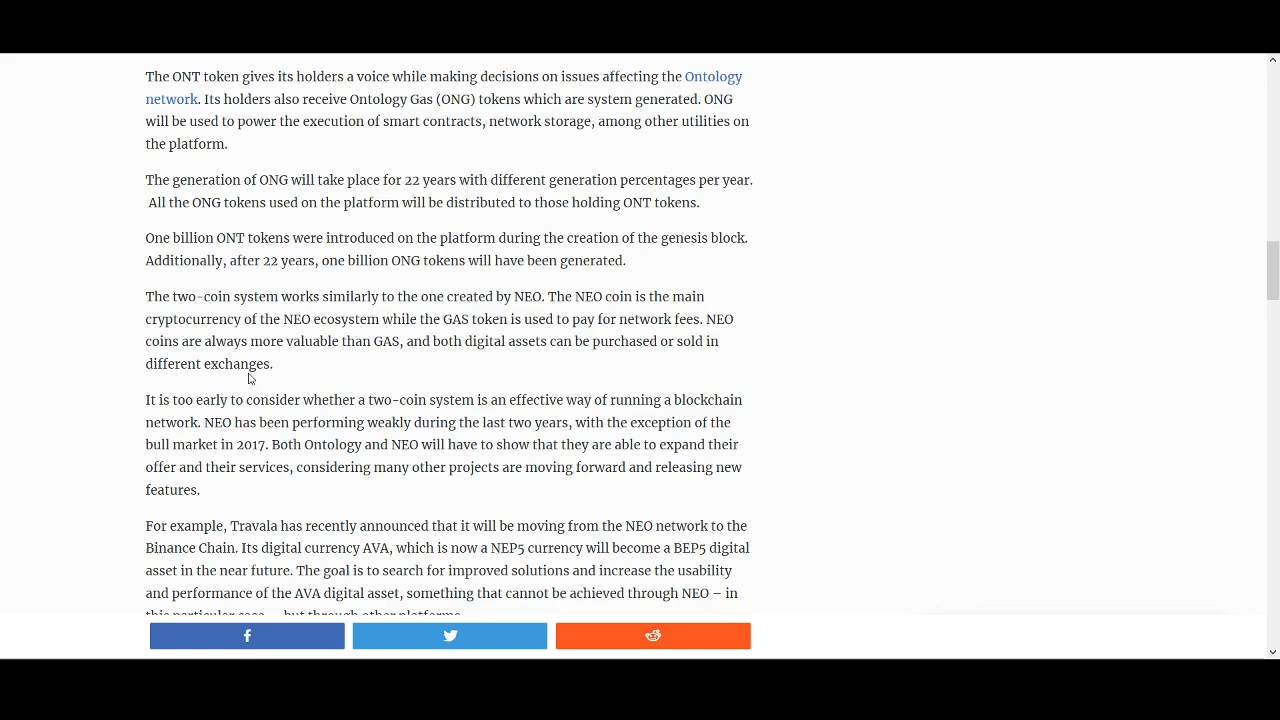 The ONT token gives its holders a voice while making decisions on issues affecting the Ontology
network. Its holders also receive Ontology Gas (ONG) tokens which are system generated. ONG
will be used to power the execution of smart contracts, network storage, among other utilities on
the platform.
The generation of ONG will take place for 22 years with different generation percentages per year.
All the ONG tokens used on the platform will be distributed to those holding ONT tokens.
One billion ONT tokens were introduced on the platform during the creation of the genesis block.
Additionally, after 22 years, one billion ONG tokens will have been generated.
The two-coin system works similarly to the one created by NEO. The NEO coin is the main
cryptocurrency of the NEO ecosystem while the GAS token is used to pay for network fees. NEO
coins are always more valuable than GAS, and both digital assets can be purchased or sold in
different exchanges.
It is too early to consider whether a two-coin system is an effective way of running a blockchain
network. NEO has been performing weakly during the last two years, with the exception of the
bull market in 2017. Both Ontology and NEO will have to show that they are able to expand their
offer and their services, considering many other projects are moving forward and releasing new
features.
For example, Travala has recently announced that it will be moving from the NEO network to the
Binance Chain. Its digital currency AVA, which is now a NEP5 currency will become a BEP5 digital
asset in the near future. The goal is to search for improved solutions and increase the usability
and performance of the AVA digital asset, something that cannot be achieved through NEO – in
this particular case – but through other platforms.